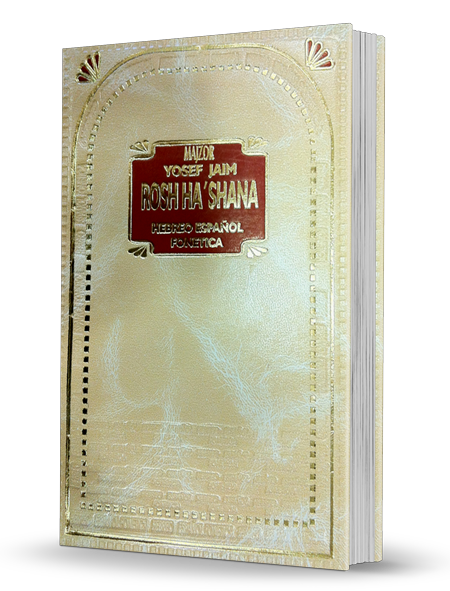 MAJZOR
YOSEF JAIM
ROSH HA´SHANA
HEBREO ESPAÑOL
FONETICA